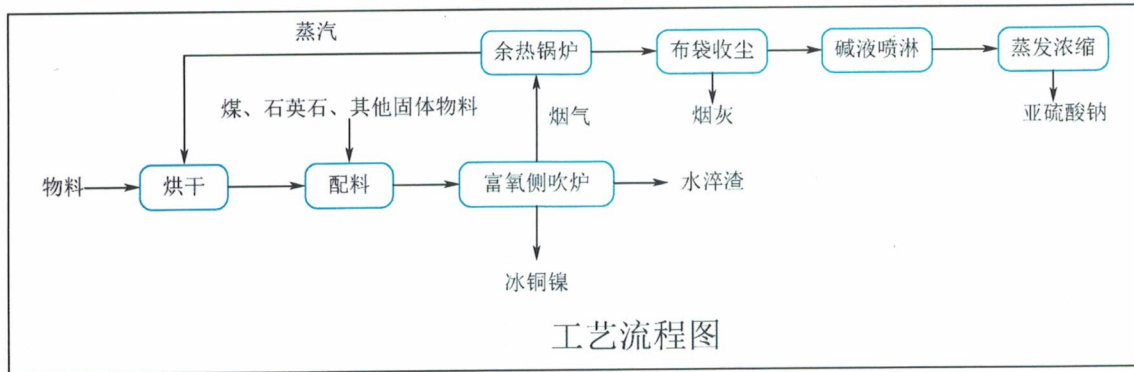 蒸汽
余热锅炉
布袋收尘
碱液喷淋
蒸发浓缩
煤、石英石、其他固体物料
烟气
烟灰
亚硫酸钠
物料
烘干
配料
富氧侧吹炉
水淬渣
冰铜镍
工艺流程图